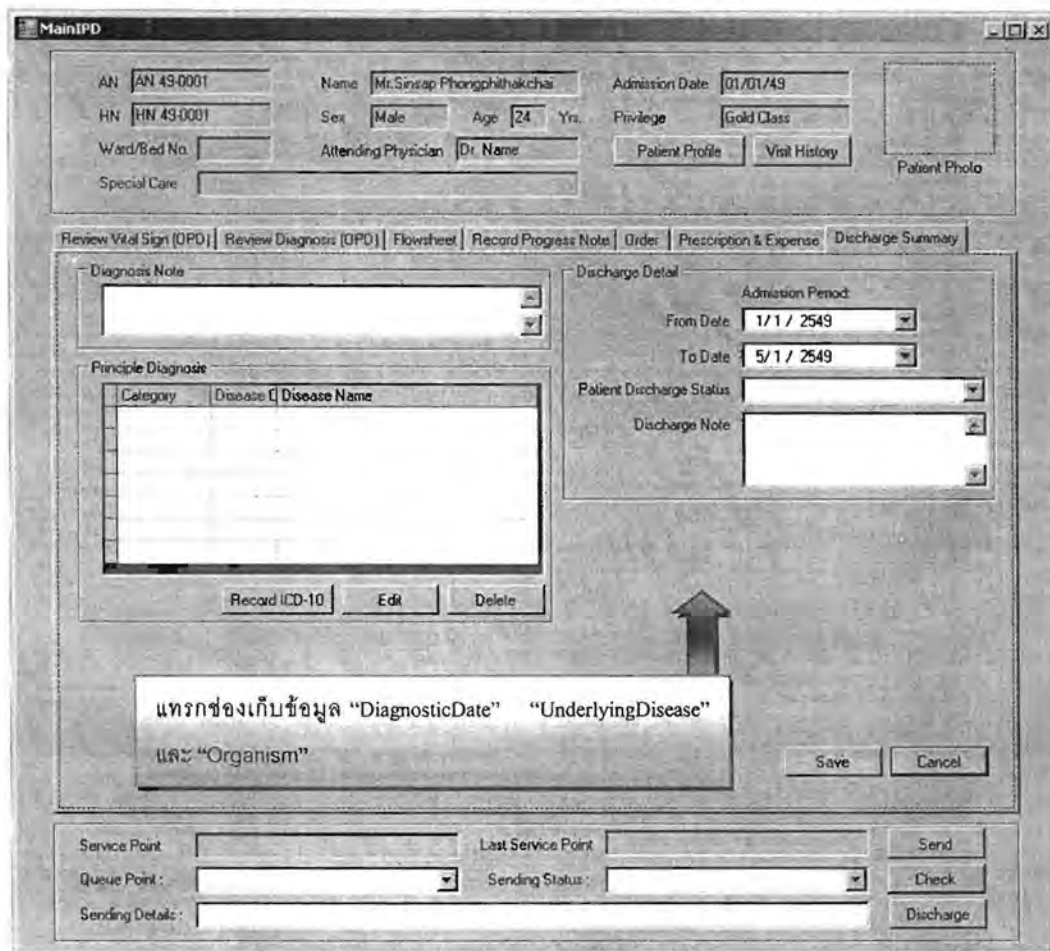 MainIPD
AN AN 49-0001 Name Mr.Sinsap Phongphithakchai Admission Date 01/01/49
HN HN 49-0001 Sex Male Age 24 Yrs. Privilege Gold Class
Ward/Bed No. Attending Physician Dr. Name Patient Profile Visit History
Special Care Patient Photo
Review Vital Sign (OPD) Review Diagnosis (OPD) Flowsheet Record Progress Note Order Prescription & Expense Discharge Summary
Diagnosis Note
Discharge Detail
Admission Period:
From Date 1/1 / 2549
To Date 5/1 / 2549
Principle Diagnosis
Category Disease C Disease Name
Patient Discharge Status
Discharge Note
Record ICD-10 Edit Delete
แทรกช่องเก็บข้อมูล “DiagnosticDate” “UnderlyingDisease”
และ “Organism”
Save Cancel
Service Point Last Service Point Send
Queue Point : Sending Status : Check
Sending Details : Discharge